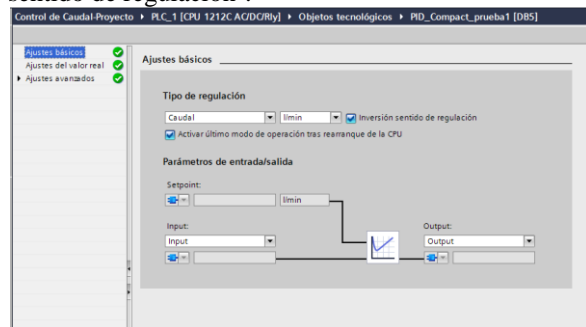 sentido de regulación".
Control de Caudal-Proyecto ▸ PLC_1 [CPU 1212C AC/DC/Rly] ▸ Objetos tecnológicos ▸ PID_Compact_prueba1 [DB5]
Ajustes básicos
Ajustes del valor real
Ajustes avanzados
Ajustes básicos
Tipo de regulación
Caudal l/min Inversión sentido de regulación
Activar último modo de operación tras rearranque de la CPU
Parámetros de entrada/salida
Setpoint:
l/min
Input: Output:
Input Output